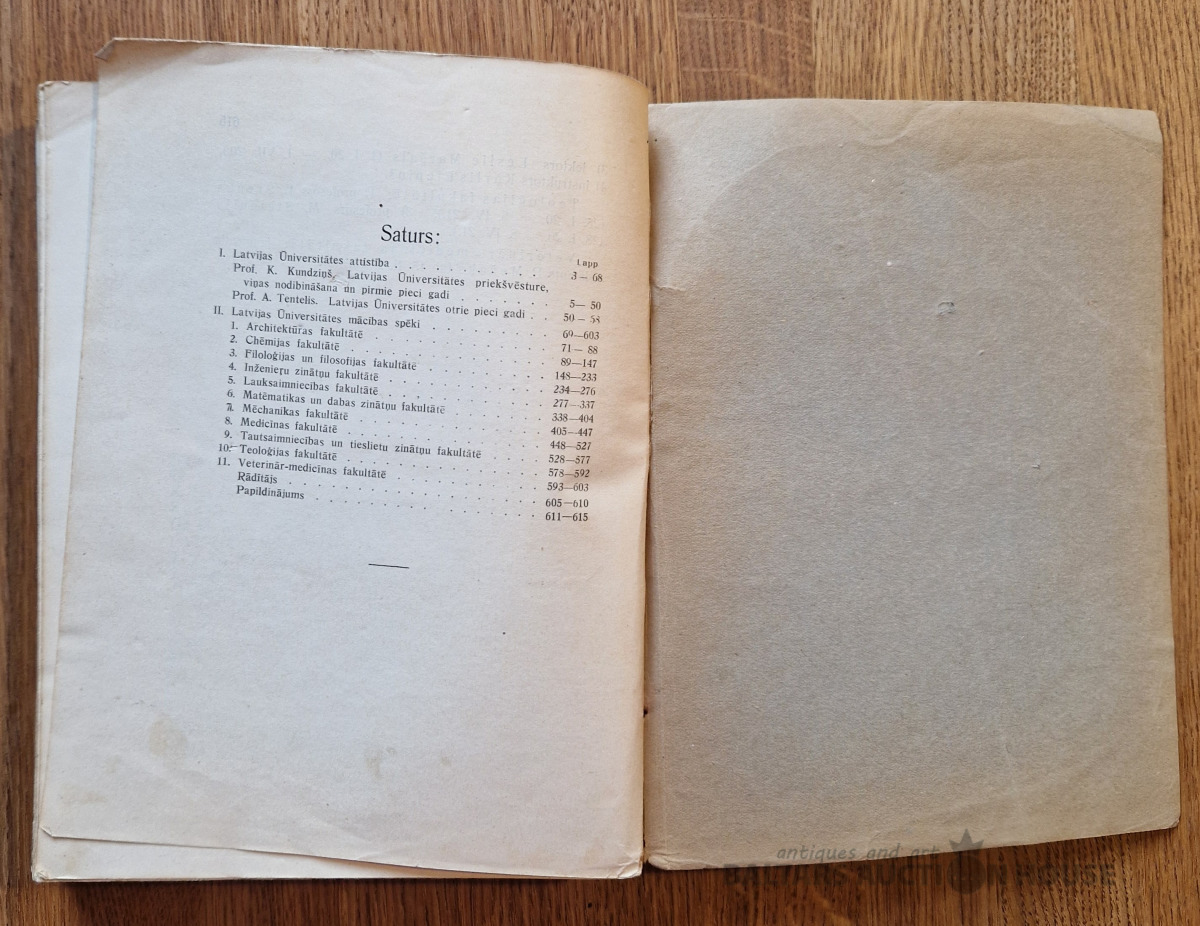 Saturs:
Lapp
I. Latvijas Ūniversitātes attīstība . . . . . . . . . . 3 — 68
Prof. K. Kundziņš, Latvijas Ūniversitātes priekšvēsture,
viņas nodibināšana un pirmie pieci gadi . . . . . . . 5— 50
Prof. A. Tentelis. Latvijas Ūniversitātes otrie pieci gadi . . 50 — 58
II. Latvijas Ūniversitātes mācības spēki . . . . . . . . 69—603
1. Architektūras fakultātē . . . . . . . . . . 71 — 88
2. Chēmijas fakultātē . . . . . . . . . . 89—147
3. Filoloģijas un filosofijas fakultātē . . . . . . . 148—233
4. Inženieru zinātņu fakultātē . . . . . . . . . 234—276
5. Lauksaimniecības fakultātē . . . . . . . . . 277—337
6. Matēmatikas un dabas zinātņu fakultātē . . . . . . 338—404
7. Mēchanikas fakultātē . . . . . . . . . . 405—447
8. Medicīnas fakultātē . . . . . . . . . . 448—527
9. Tautsaimniecības un tieslietu zinātņu fakultātē . . . . 528—577
10. Teoloģijas fakultātē . . . . . . . . . . 578—592
11. Veterinār-medicīnas fakultātē . . . . . . . . 593—603
Rādītājs . . . . . . . . . . . . 605—610
Papildinājums . . . . . . . . . . . 611—615
antiques and art